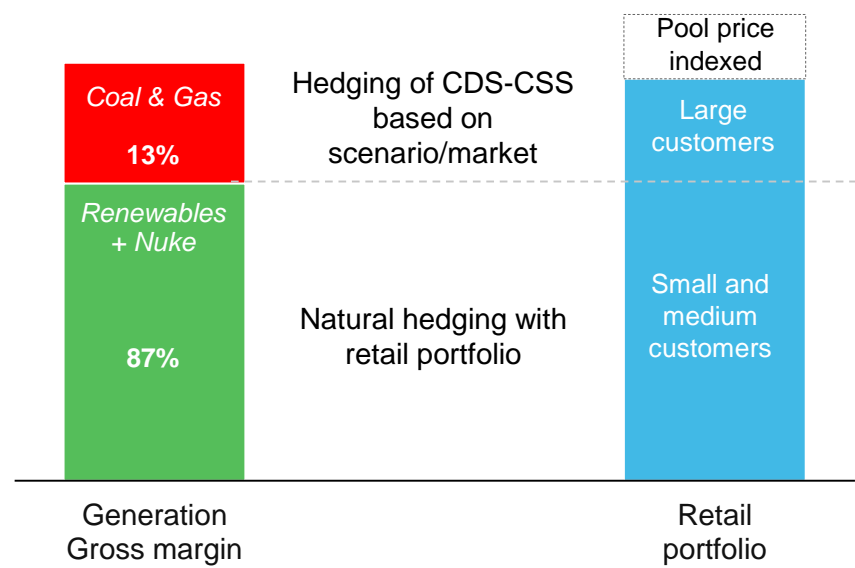 Coal & Gas
13%
Renewables
+ Nuke
87%
Generation
Gross margin
Hedging of CDS-CSS
based on
scenario/market
Natural hedging with
retail portfolio
Pool price
indexed
Large
customers
Small and
medium
customers
Retail
portfolio